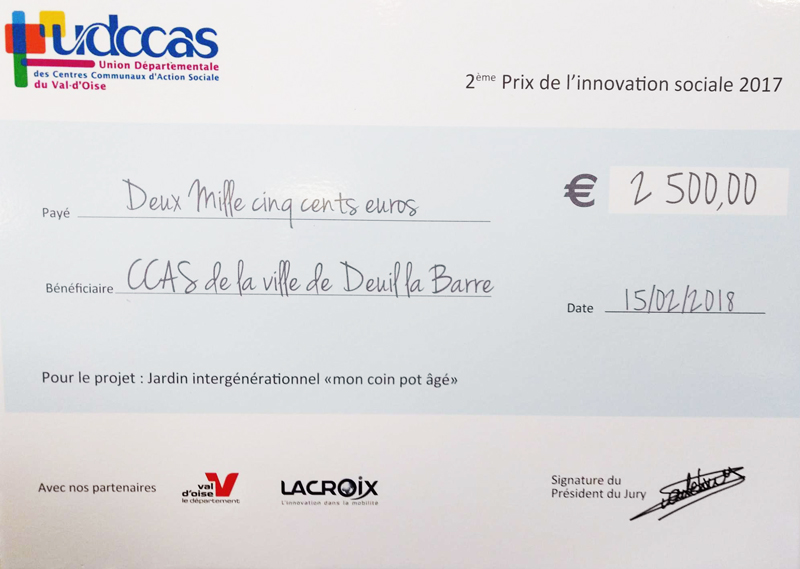 udccas
Union Départementale
des Centres Communaux d'Action Sociale
du Val-d'Oise
2ème Prix de l'innovation sociale 2017
Payé Deux Mille cinq cents euros
€ 2 500,00
Bénéficiaire CCAS de la ville de Deuil la Barre
Date 15/02/2018
Pour le projet : Jardin intergénérationnel «mon coin pot âgé»
Avec nos partenaires
val
d'oise
le département
LACROIX
L'innovation dans la mobilité
Signature du
Président du Jury